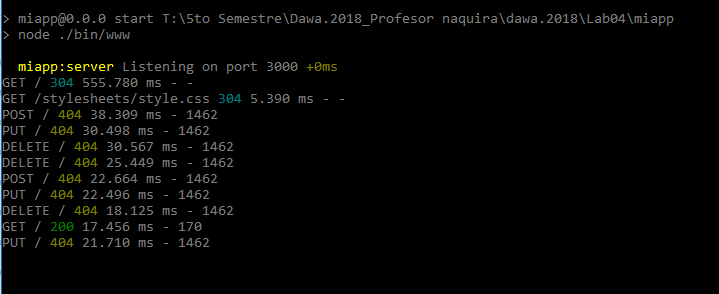 > miapp@0.0.0 start T:\5to Semestre\Dawa.2018_Profesor naquira\dawa.2018\Lab04\miapp
> node ./bin/www
miapp:server Listening on port 3000 +0ms
GET / 304 555.780 ms - -
GET /stylesheets/style.css 304 5.390 ms - -
POST / 404 38.309 ms - 1462
PUT / 404 30.498 ms - 1462
DELETE / 404 30.567 ms - 1462
DELETE / 404 25.449 ms - 1462
POST / 404 22.664 ms - 1462
PUT / 404 22.496 ms - 1462
DELETE / 404 18.125 ms - 1462
GET / 200 17.456 ms - 170
PUT / 404 21.710 ms - 1462